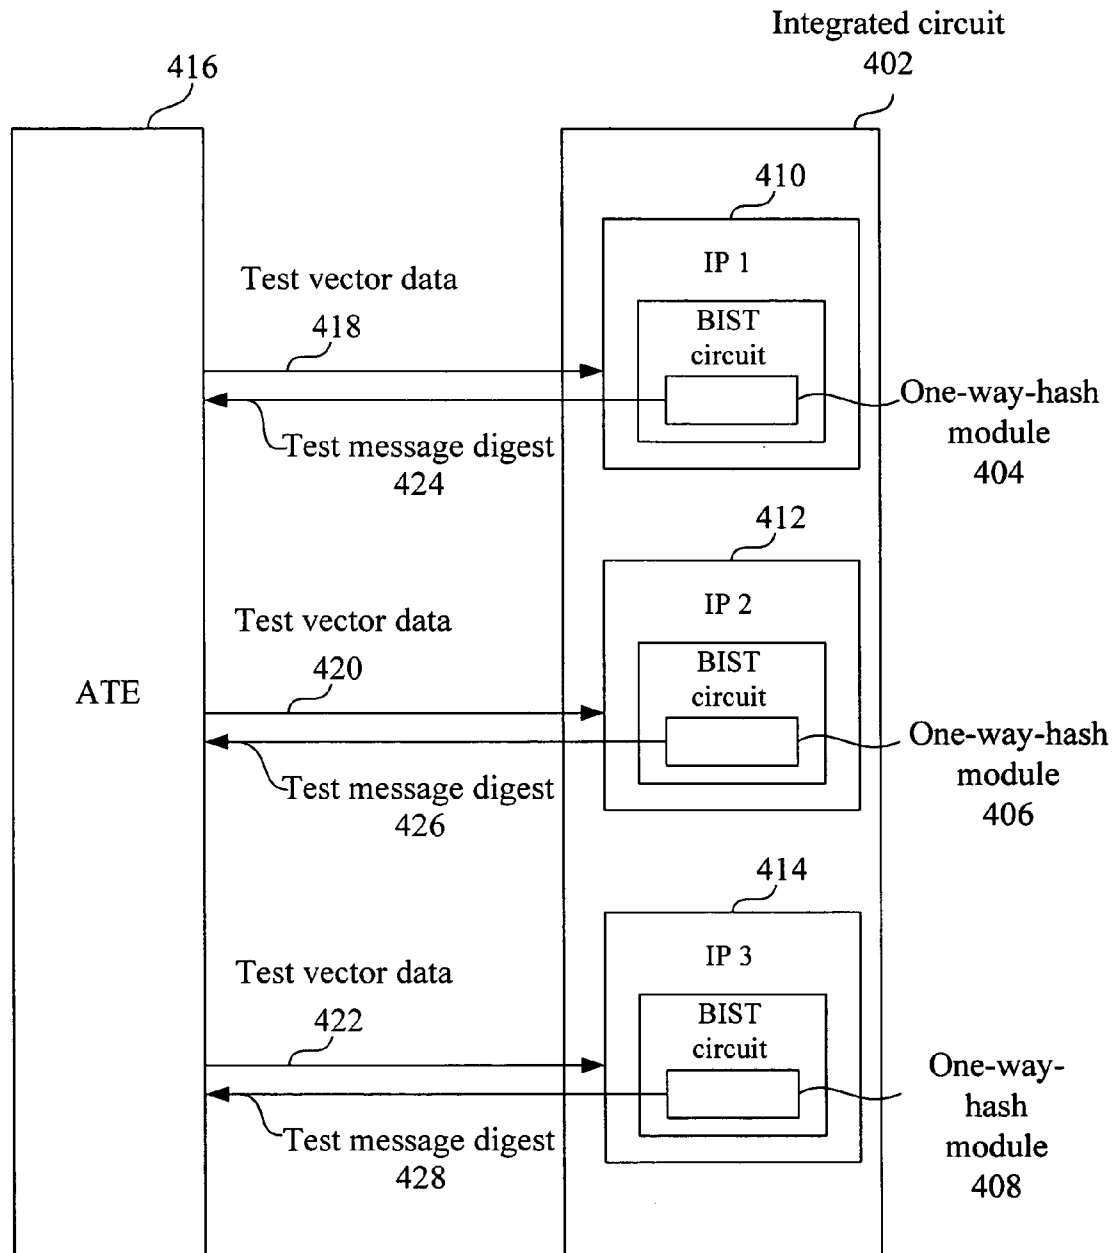 Integrated circuit
402
416
410
IP 1
Test vector data
418
BIST
circuit
One-way-hash
module
404
Test message digest
424
412
IP 2
Test vector data
420
BIST
circuit
ATE
One-way-hash
module
406
Test message digest
426
414
IP 3
Test vector data
422
BIST
circuit
One-way-
hash
module
408
Test message digest
428